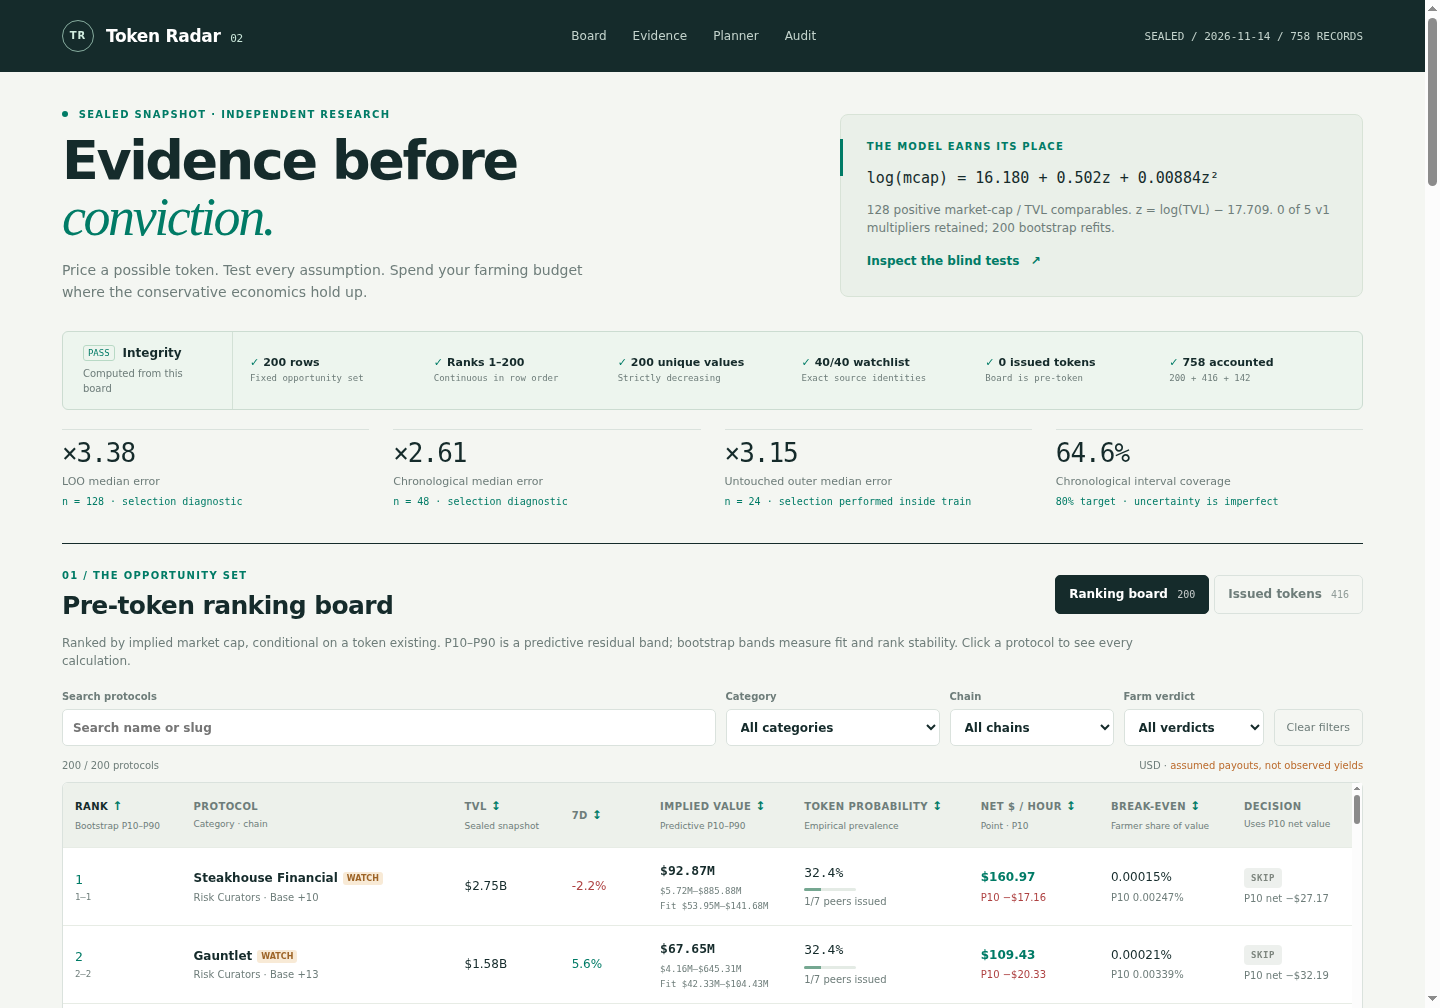 TR Token Radar 02
Board Evidence Planner Audit
SEALED / 2026-11-14 / 758 RECORDS
SEALED SNAPSHOT · INDEPENDENT RESEARCH
Evidence before
conviction.
Price a possible token. Test every assumption. Spend your farming budget
where the conservative economics hold up.
THE MODEL EARNS ITS PLACE
log(mcap) = 16.180 + 0.502z + 0.00884z²
128 positive market-cap / TVL comparables. z = log(TVL) − 17.709. 0 of 5 v1
multipliers retained; 200 bootstrap refits.
Inspect the blind tests ↗
PASS Integrity
Computed from this
board
✓ 200 rows
Fixed opportunity set
✓ Ranks 1–200
Continuous in row order
✓ 200 unique values
Strictly decreasing
✓ 40/40 watchlist
Exact source identities
✓ 0 issued tokens
Board is pre-token
✓ 758 accounted
200 + 416 + 142
×3.38
LOO median error
n = 128 · selection diagnostic
×2.61
Chronological median error
n = 48 · selection diagnostic
×3.15
Untouched outer median error
n = 24 · selection performed inside train
64.6%
Chronological interval coverage
80% target · uncertainty is imperfect
01 / THE OPPORTUNITY SET
Pre-token ranking board
Ranking board 200
Issued tokens 416
Ranked by implied market cap, conditional on a token existing. P10–P90 is a predictive residual band; bootstrap bands measure fit and rank stability. Click a protocol to see every
calculation.
Search protocols
Search name or slug
Category
All categories
Chain
All chains
Farm verdict
All verdicts
Clear filters
200 / 200 protocols
USD · assumed payouts, not observed yields
RANK ↑
Bootstrap P10–P90
PROTOCOL
Category · chain
TVL ↕
Sealed snapshot
7D ↕
IMPLIED VALUE ↕
Predictive P10–P90
TOKEN PROBABILITY ↕
Empirical prevalence
NET $ / HOUR ↕
Point · P10
BREAK-EVEN ↕
Farmer share of value
DECISION
Uses P10 net value
1
1–1
Steakhouse Financial WATCH
Risk Curators · Base +10
$2.75B
-2.2%
$92.87M
$5.72M–$885.88M
Fit $53.95M–$141.68M
32.4%
1/7 peers issued
$160.97
P10 −$17.16
0.00015%
P10 0.00247%
SKIP
P10 net −$27.17
2
2–2
Gauntlet WATCH
Risk Curators · Base +13
$1.58B
5.6%
$67.65M
$4.16M–$645.31M
Fit $42.33M–$104.43M
32.4%
1/7 peers issued
$109.43
P10 −$20.33
0.00021%
P10 0.00339%
SKIP
P10 net −$32.19